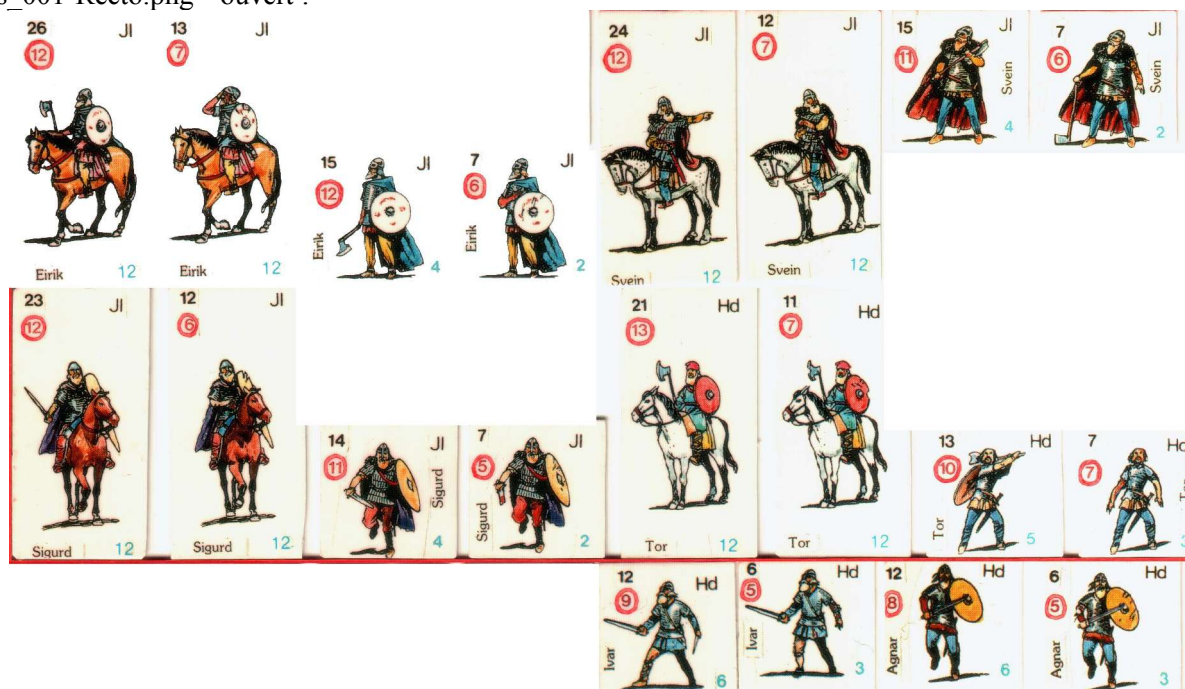 s_001-Recto.png » ouvert :
26 Jl
12
Eirik 12
13 Jl
7
Eirik 12
15 Jl
12
Eirik
4
7 Jl
6
Eirik
2
24 Jl
12
Svein 12
12 Jl
7
Svein 12
15 Jl
11
Svein
4
7 Jl
6
Svein
2
23 Jl
12
Sigurd 12
12 Jl
6
Sigurd 12
14 Jl
11
Sigurd
4
7 Jl
5
Sigurd
2
21 Hd
13
Tor 12
11 Hd
7
Tor 12
13 Hd
10
Tor
5
7
7
12 Hd
9
Ivar
6
6 Hd
5
Ivar
3
12 Hd
8
Agnar
6
6 Hd
5
Agnar
3